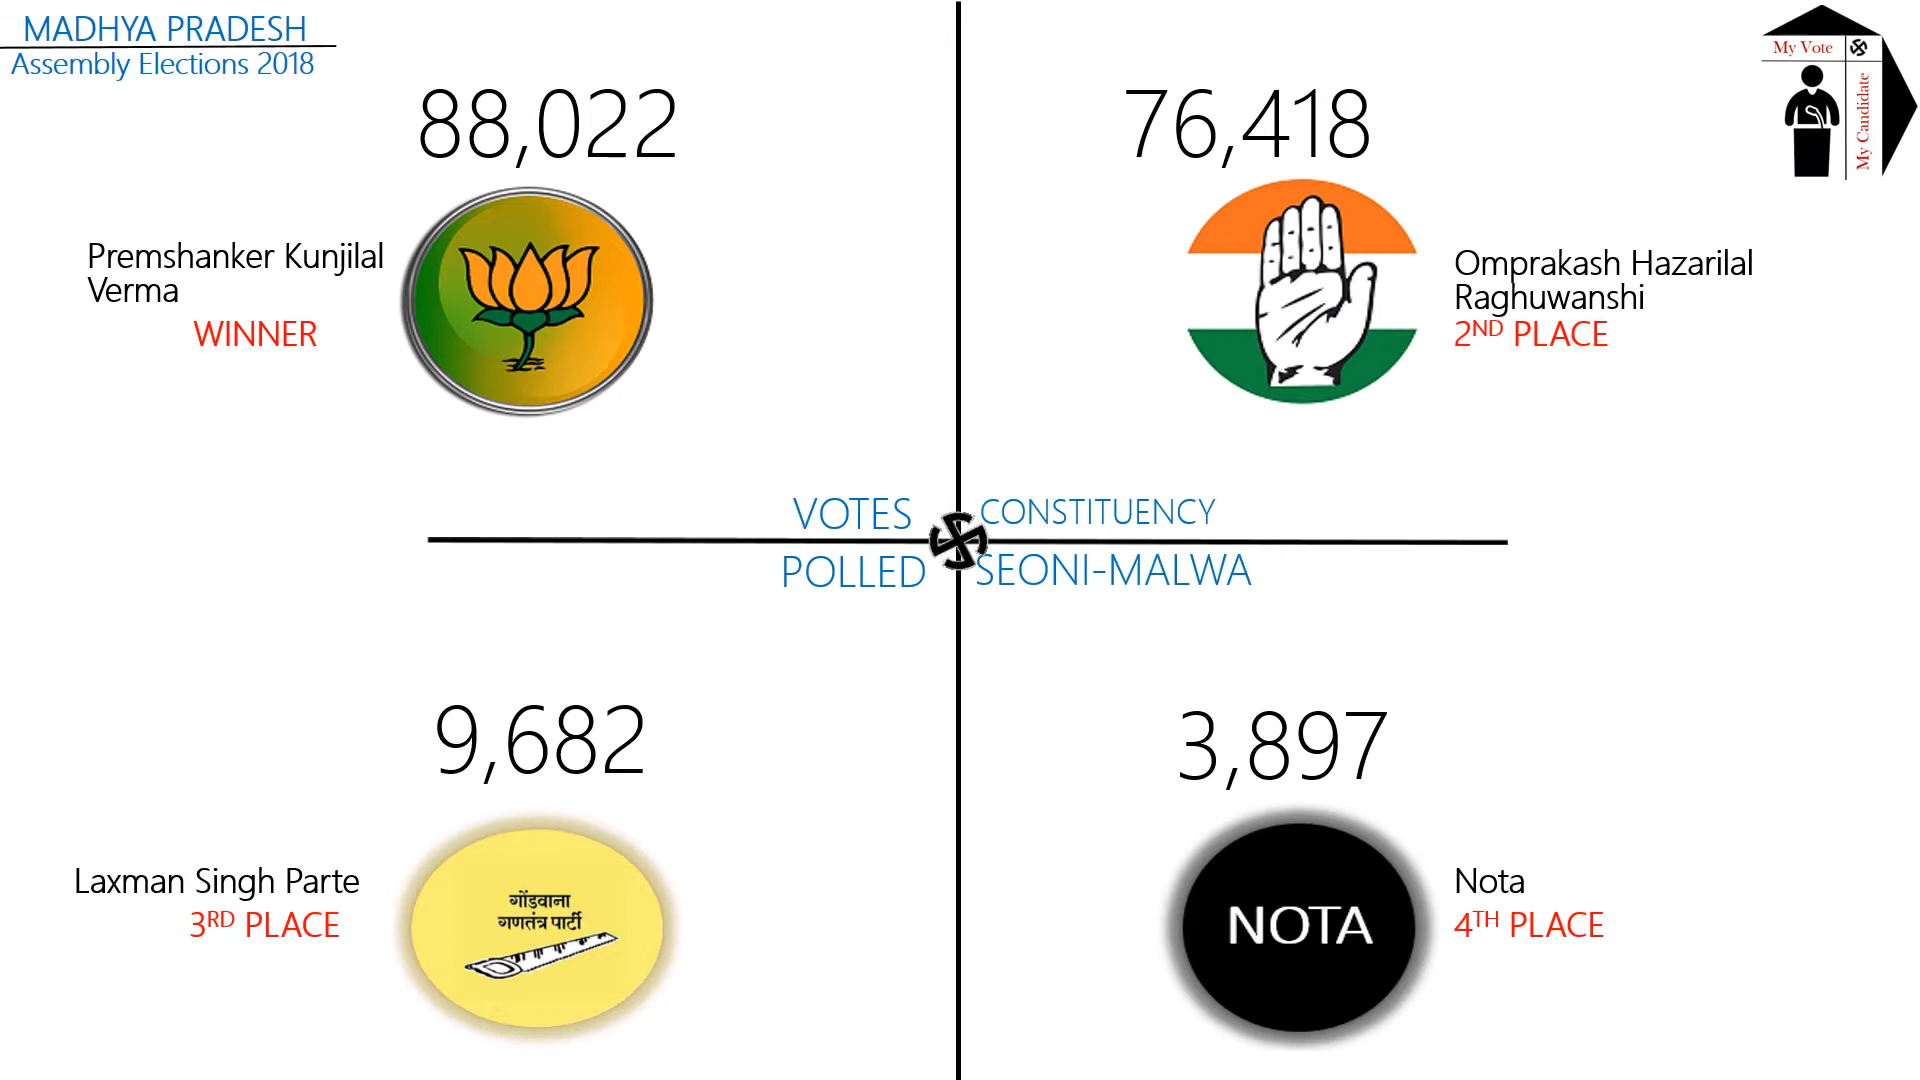 MADHYA PRADESH
Assembly Elections 2018
My Vote
My Candidate
88,022
Premshanker Kunjilal
Verma
WINNER
76,418
Omprakash Hazarilal
Raghuwanshi
2ND PLACE
VOTES
POLLED
CONSTITUENCY
SEONI-MALWA
9,682
Laxman Singh Parte
3RD PLACE
गोंडवाना
गणतंत्र पार्टी
3,897
NOTA
Nota
4TH PLACE